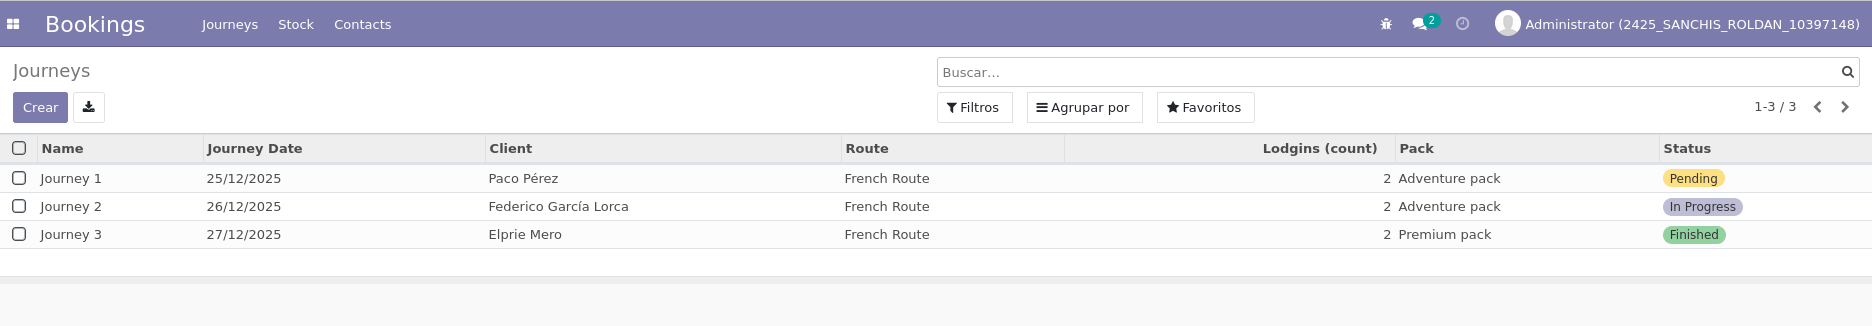 Bookings Journeys Stock Contacts 2 Administrator (2425_SANCHIS_ROLDAN_10397148)
Journeys Buscar...
Crear Filtros Agrupar por Favoritos 1-3 / 3
Name Journey Date Client Route Lodgins (count) Pack Status
Journey 1 25/12/2025 Paco Pérez French Route 2 Adventure pack Pending
Journey 2 26/12/2025 Federico García Lorca French Route 2 Adventure pack In Progress
Journey 3 27/12/2025 Elprie Mero French Route 2 Premium pack Finished